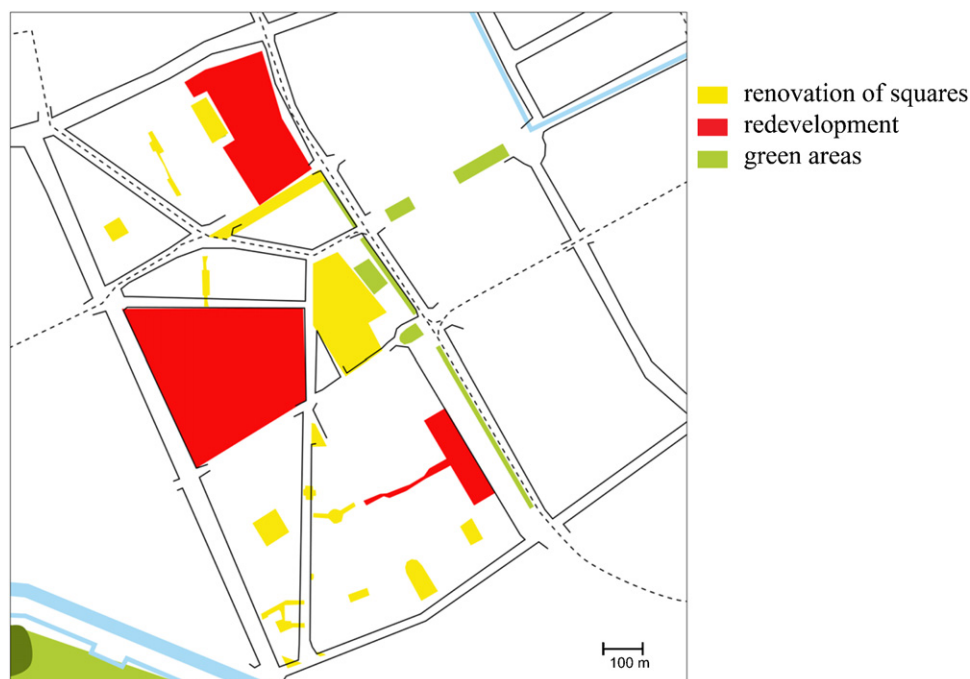 renovation of squares
redevelopment
green areas
100 m